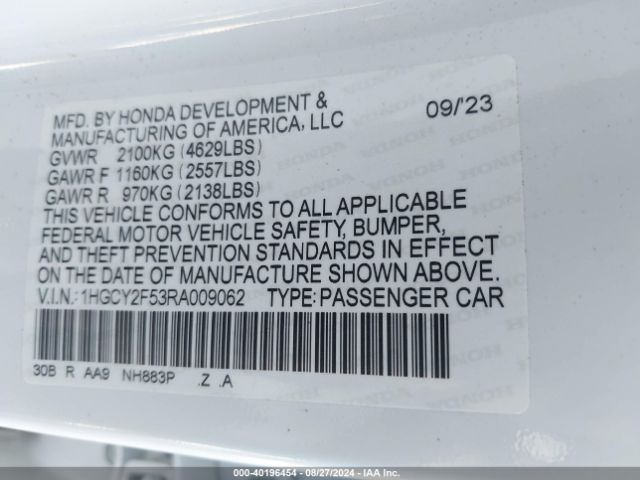 MFD. BY HONDA DEVELOPMENT &
MANUFACTURING OF AMERICA, LLC 09/'23
GVWR 2100KG (4629LBS)
GAWR F 1160KG (2557LBS)
GAWR R 970KG (2138LBS)
THIS VEHICLE CONFORMS TO ALL APPLICABLE
FEDERAL MOTOR VEHICLE SAFETY, BUMPER,
AND THEFT PREVENTION STANDARDS IN EFFECT
ON THE DATE OF MANUFACTURE SHOWN ABOVE.
V.I.N.:1HGCY2F53RA009062 TYPE:PASSENGER CAR
30B R AA9 NH883P .Z .A
000-40196454 - 08/27/2024 - IAA Inc.